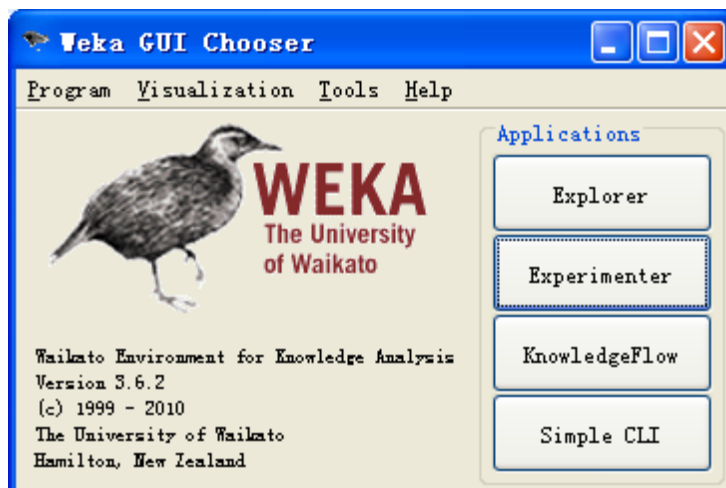 Weka GUI Chooser
Program Visualization Tools Help
WEKA
The University
of Waikato
Waikato Environment for Knowledge Analysis
Version 3.6.2
(c) 1999 - 2010
The University of Waikato
Hamilton, New Zealand
Applications
Explorer
Experimenter
KnowledgeFlow
Simple CLI